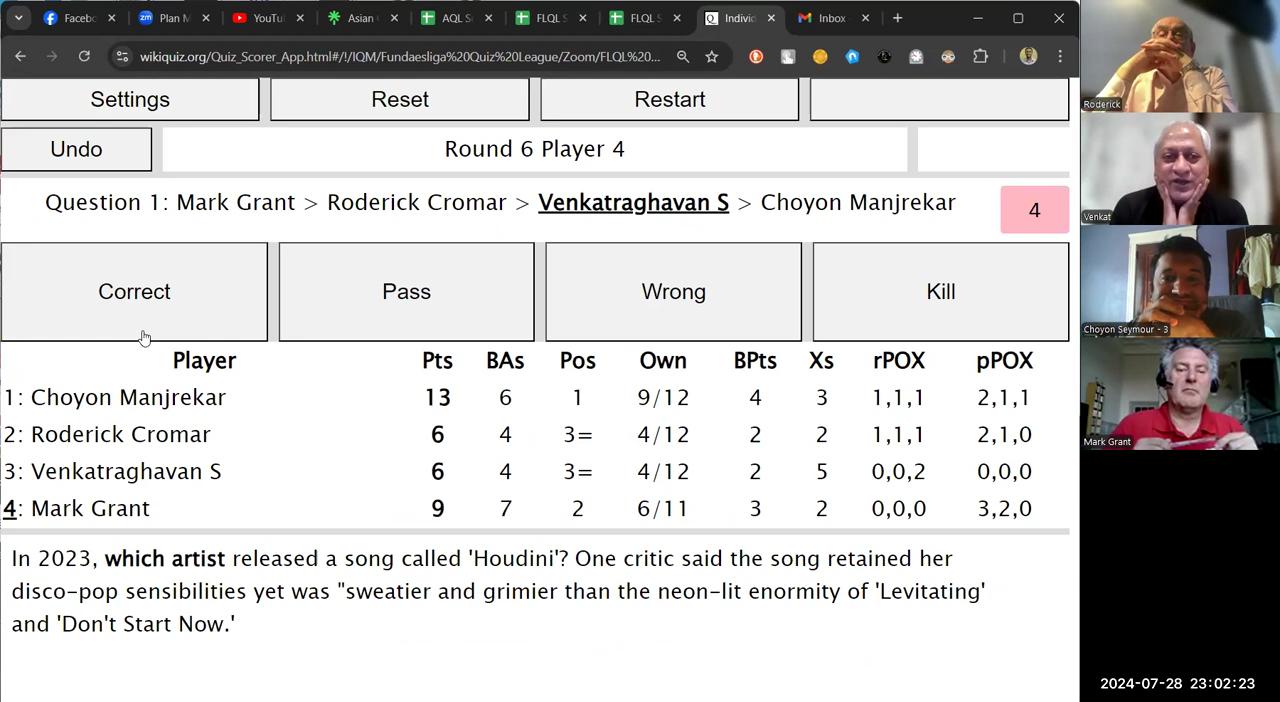 Facebo
Plan M
YouTu
Asian
AQL S
FLQL S
FLQL S
Individ
Inbox
wikiquiz.org/Quiz_Scorer_App.html#/!/IQM/Fundaesliga%20Quiz%20League/Zoom/FLQL%20...
Settings
Reset
Restart
Undo
Round 6 Player 4
Question 1: Mark Grant > Roderick Cromar > Venkatraghavan S > Choyon Manjrekar
4
Correct
Pass
Wrong
Kill
Player Pts BAs Pos Own BPts Xs rPOX pPOX
1: Choyon Manjrekar 13 6 1 9/12 4 3 1,1,1 2,1,1
2: Roderick Cromar 6 4 3= 4/12 2 2 1,1,1 2,1,0
3: Venkatraghavan S 6 4 3= 4/12 2 5 0,0,2 0,0,0
4: Mark Grant 9 7 2 6/11 3 2 0,0,0 3,2,0
In 2023, which artist released a song called 'Houdini'? One critic said the song retained her
disco-pop sensibilities yet was "sweatier and grimier than the neon-lit enormity of 'Levitating'
and 'Don't Start Now.'
Roderick
Venkat
Choyon Seymour - 3
Mark Grant
2024-07-28 23:02:23